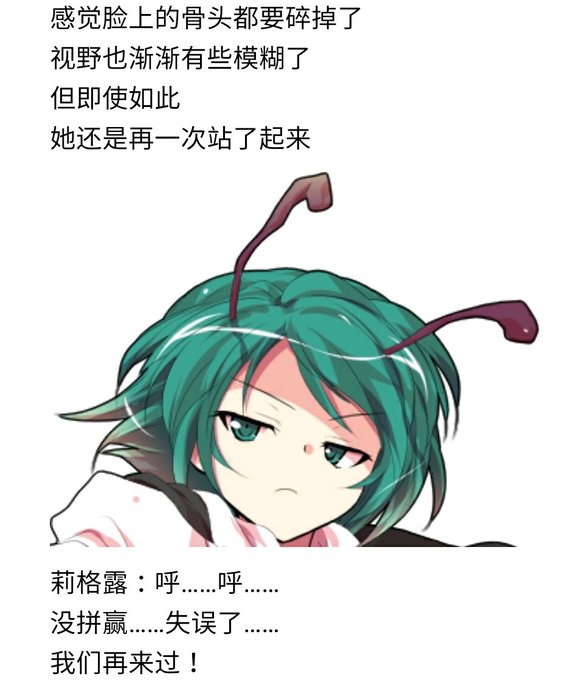 感觉脸上的骨头都要碎掉了
视野也渐渐有些模糊了
但即使如此
她还是再一次站了起来
莉格露：呼……呼……
没拼赢……失误了……
我们再来过！